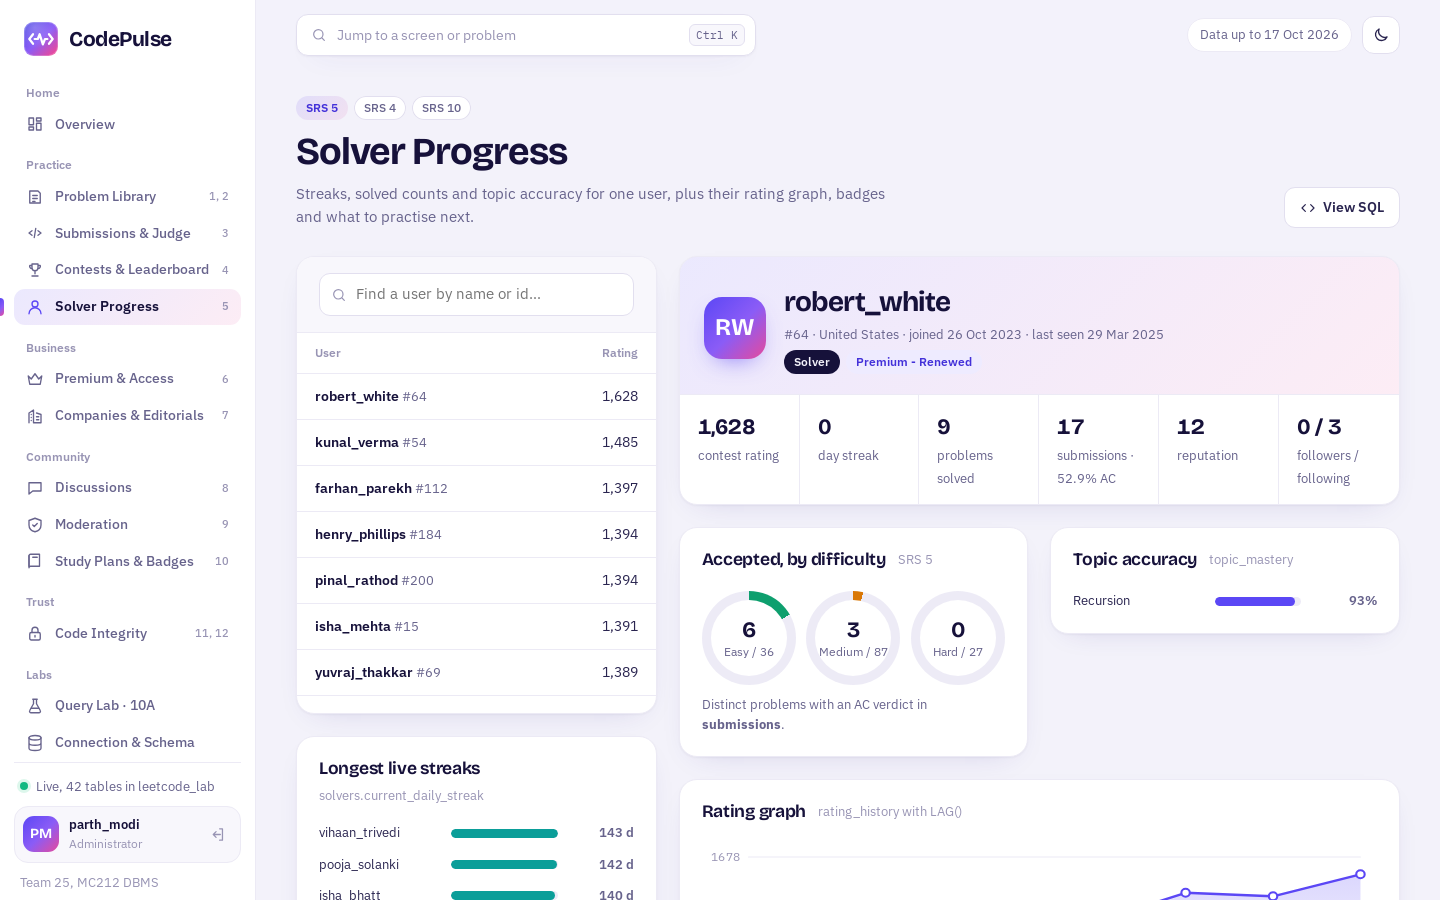 CodePulse
Home
Overview
Practice
Problem Library 1, 2
Submissions & Judge 3
Contests & Leaderboard 4
Solver Progress 5
Business
Premium & Access 6
Companies & Editorials 7
Community
Discussions 8
Moderation 9
Study Plans & Badges 10
Trust
Code Integrity 11, 12
Labs
Query Lab · 10A
Connection & Schema
Live, 42 tables in leetcode_lab
PM
parth_modi
Administrator
Team 25, MC212 DBMS
Jump to a screen or problem Ctrl K
Data up to 17 Oct 2026
SRS 5 SRS 4 SRS 10
Solver Progress
Streaks, solved counts and topic accuracy for one user, plus their rating graph, badges
and what to practise next.
View SQL
Find a user by name or id...
User Rating
robert_white #64 1,628
kunal_verma #54 1,485
farhan_parekh #112 1,397
henry_phillips #184 1,394
pinal_rathod #200 1,394
isha_mehta #15 1,391
yuvraj_thakkar #69 1,389
Longest live streaks
solvers.current_daily_streak
vihaan_trivedi 143 d
pooja_solanki 142 d
isha_bhatt 140 d
RW
robert_white
#64 · United States · joined 26 Oct 2023 · last seen 29 Mar 2025
Solver Premium - Renewed
1,628
contest rating
0
day streak
9
problems
solved
17
submissions ·
52.9% AC
12
reputation
0 / 3
followers /
following
Accepted, by difficulty SRS 5
6
Easy / 36
3
Medium / 87
0
Hard / 27
Distinct problems with an AC verdict in
submissions.
Topic accuracy topic_mastery
Recursion 93%
Rating graph rating_history with LAG()
1678